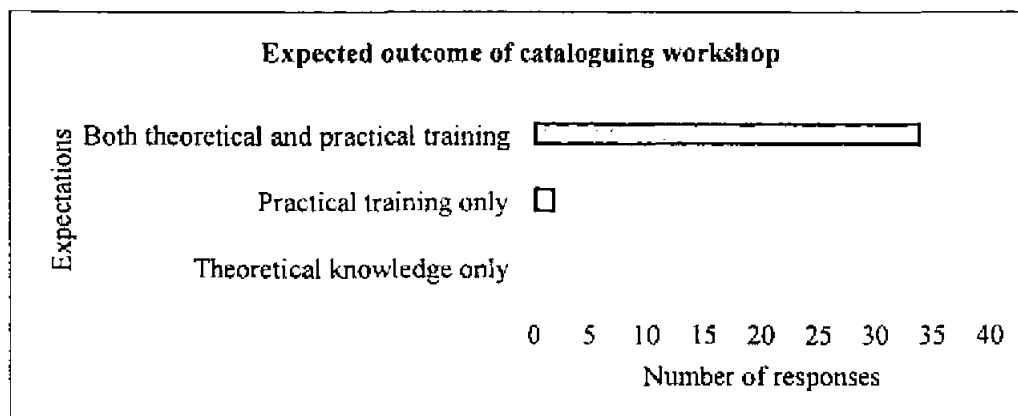 Expected outcome of cataloguing workshop
Expectations
Both theoretical and practical training
Practical training only
Theoretical knowledge only
0 5 10 15 20 25 30 35 40
Number of responses